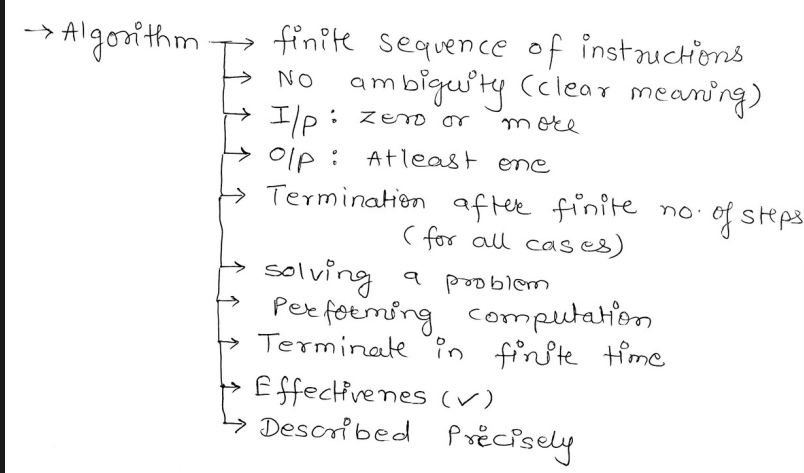 → Algorithm → finite sequence of instructions
→ No ambiguity (clear meaning)
→ I/p : zero or more
→ O/p : Atleast one
→ Termination after finite no. of steps
(for all cases)
→ solving a problem
→ Performing computation
→ Terminate in finite time
→ Effectivenes (✓)
→ Described Precisely